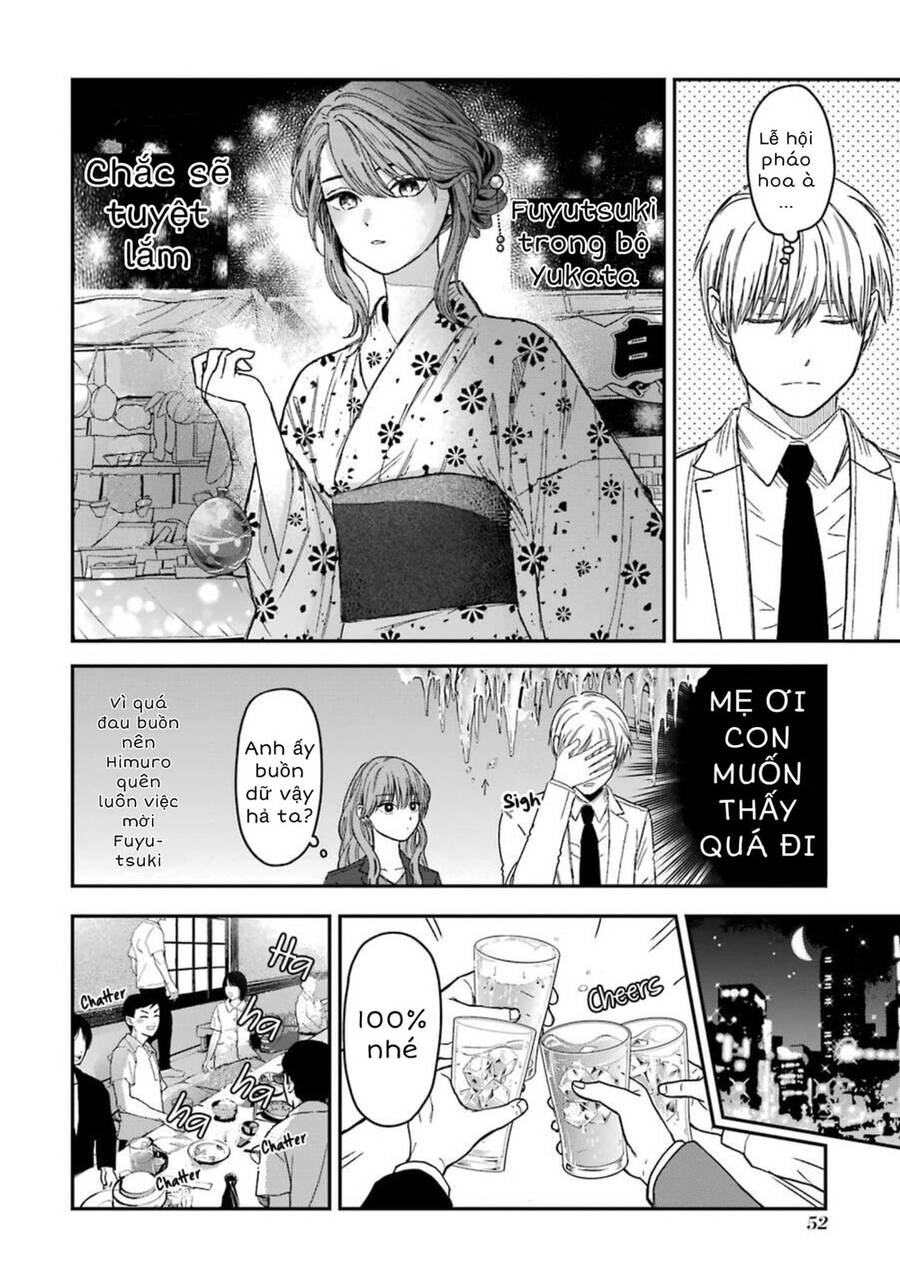 Lễ hội
pháo
hoa à
...
Fuyutsuki
trong bộ
Yukata
Chắc sẽ
tuyệt
lắm
白
MẸ ƠI
CON
MUỐN
THẤY
QUÁ ĐI
Sigh
Anh ấy
buồn
dữ vậy
hả ta?
Vì quá
đau buồn
nên
Himuro
quên
luôn việc
mời
Fuyu-
tsuki
Cheers
100%
nhé
Ha
Chatter
ha
ha
ha
Chatter
Chatter
52